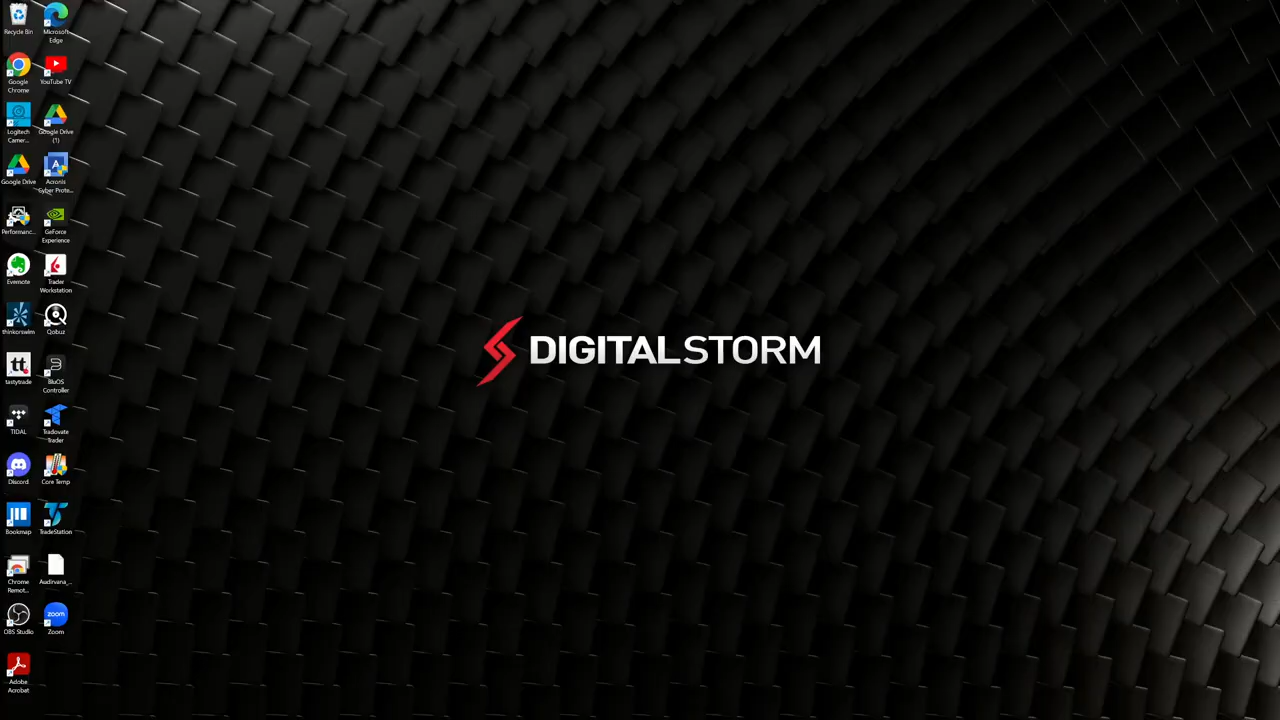 Recycle Bin
Microsoft
Edge
Google
Chrome
YouTube TV
Logitech
Camer...
Google Drive
(1)
Google Drive
Acronis
Cyber Prote...
Performanc...
GeForce
Experience
Evernote
Trader
Workstation
thinkorswim
Qobuz
tt
tastytrade
BluOS
Controller
TIDAL
Tradovate
Trader
Discord
Core Temp
Bookmap
TradeStation
Chrome
Remot...
Audirvana_...
OBS Studio
zoom
Zoom
Adobe
Acrobat
DIGITALSTORM